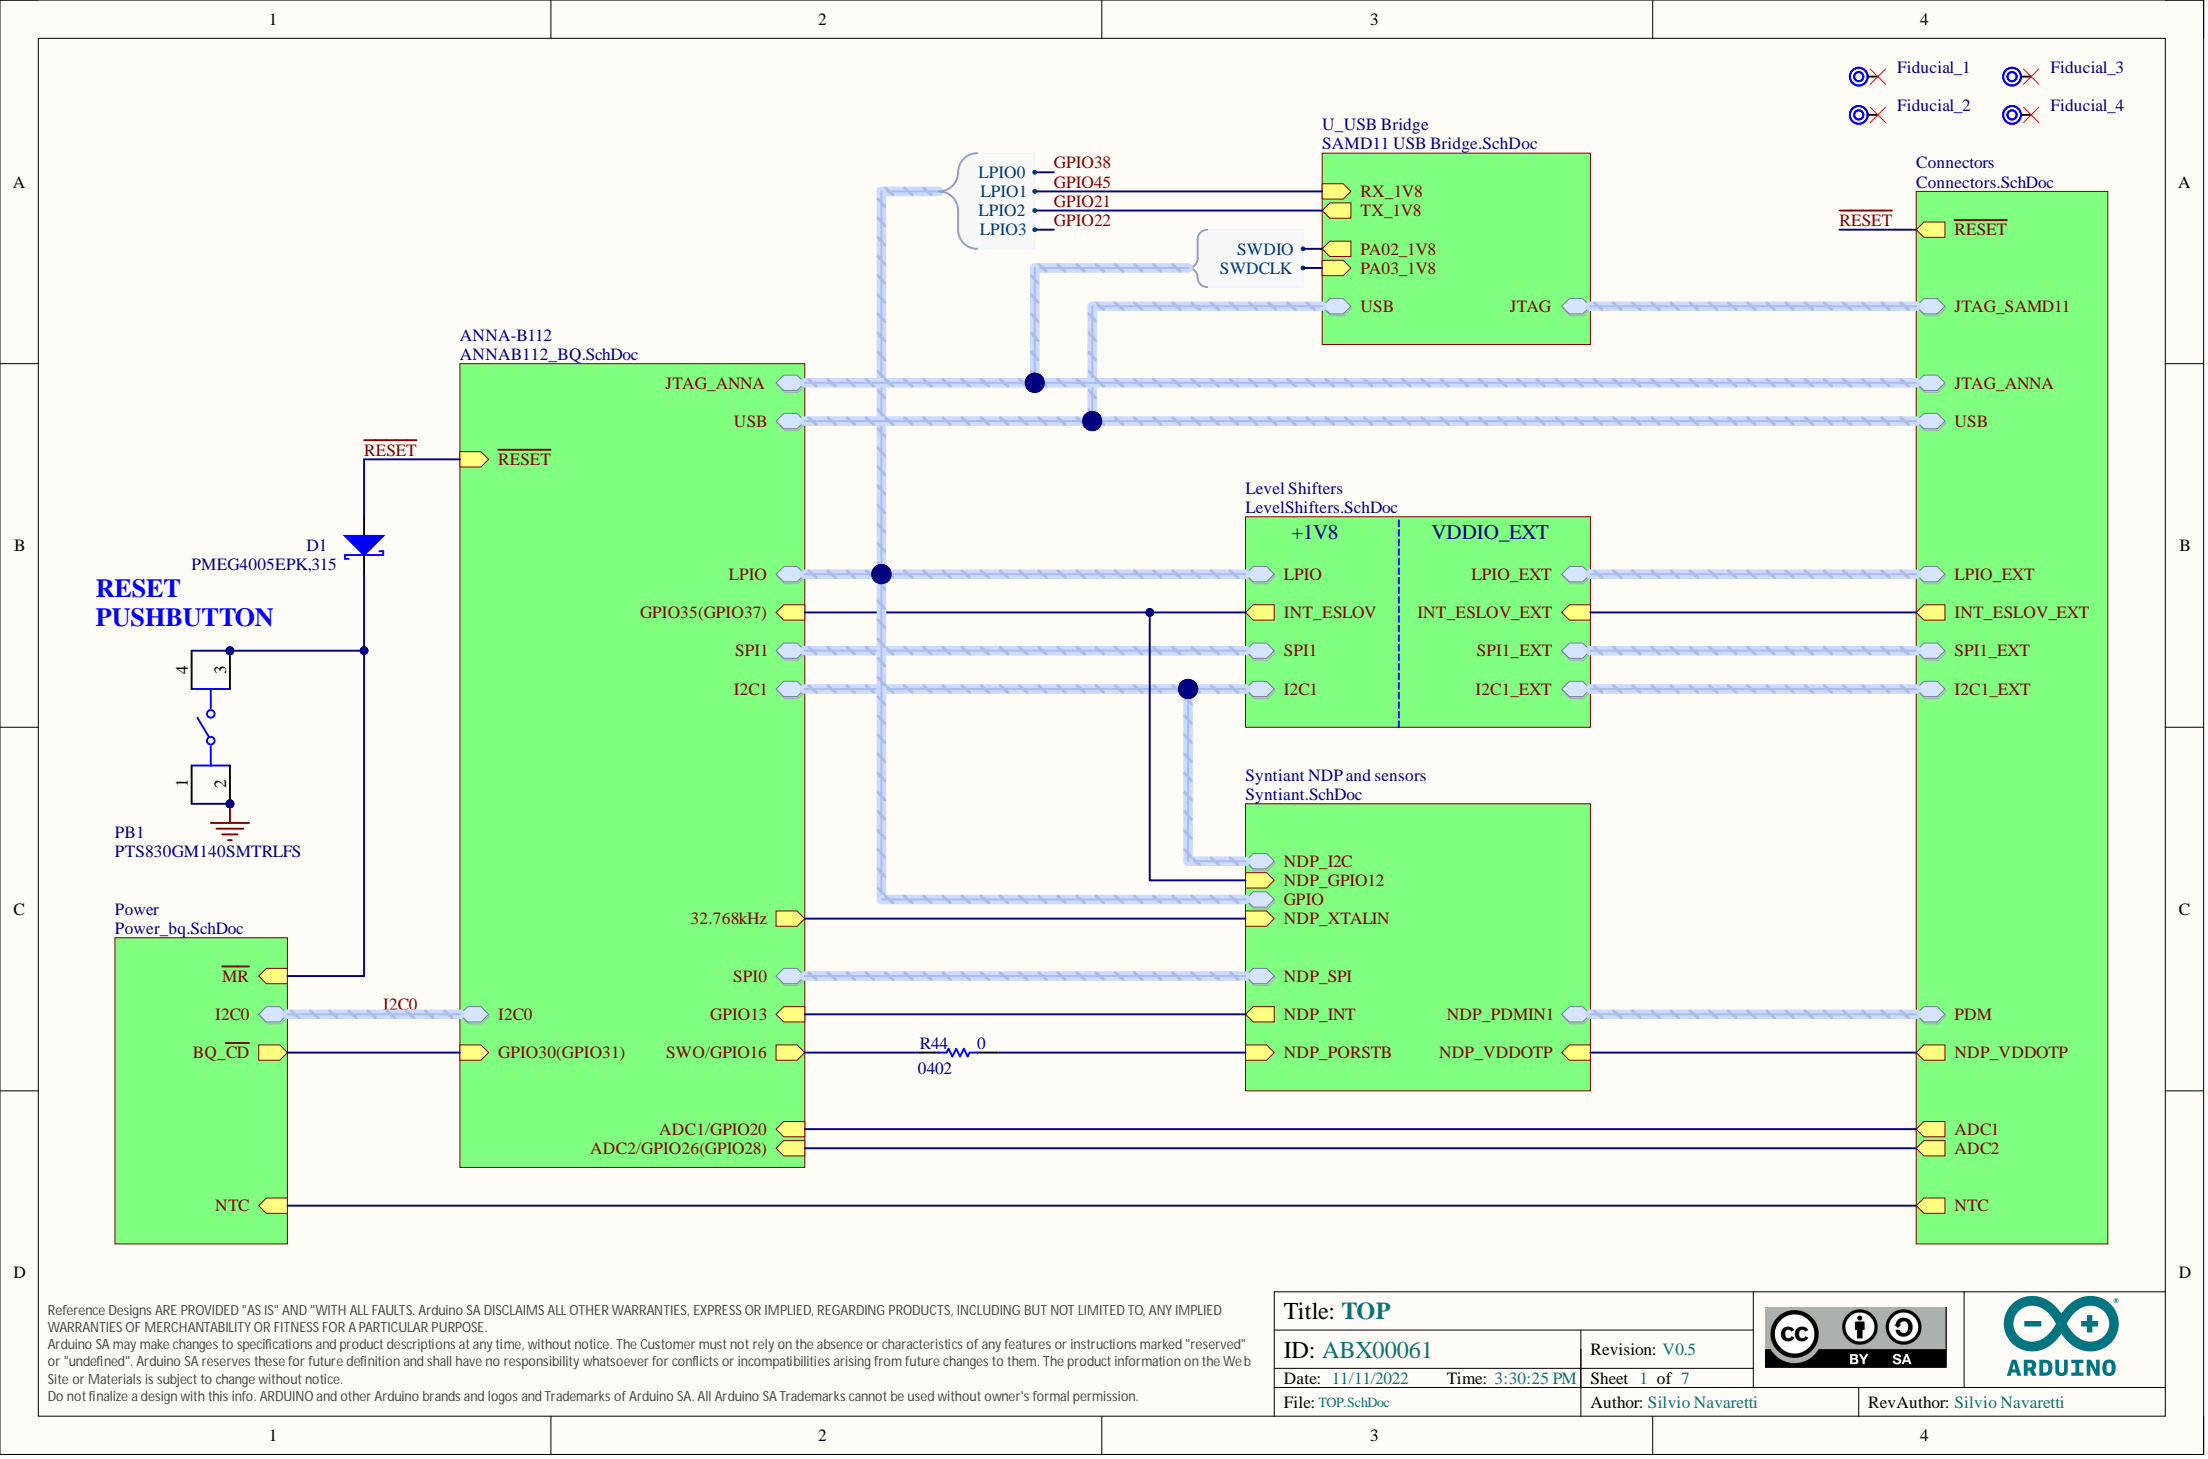 1 2 3 4
A
B
C
D
Fiducial_1
Fiducial_3
Fiducial_2
Fiducial_4
U_USB Bridge
SAMD11 USB Bridge.SchDoc
LPIO0 GPIO38
LPIO1 GPIO45
LPIO2 GPIO21
LPIO3 GPIO22
RX_1V8
TX_1V8
SWDIO PA02_1V8
SWDCLK PA03_1V8
USB JTAG
Connectors
Connectors.SchDoc
RESET RESET
JTAG_SAMD11
JTAG_ANNA
USB
LPIO_EXT
INT_ESLOV_EXT
SPI1_EXT
I2C1_EXT
PDM
NDP_VDDOTP
ADC1
ADC2
NTC
ANNA-B112
ANNAB112_BQ.SchDoc
JTAG_ANNA
USB
RESET RESET
LPIO
GPIO35(GPIO37)
SPI1
I2C1
32.768kHz
SPI0
I2C0 GPIO13
GPIO30(GPIO31) SWO/GPIO16
ADC1/GPIO20
ADC2/GPIO26(GPIO28)
D1
PMEG4005EPK,315
RESET
PUSHBUTTON
4 3
1 2
PB1
PTS830GM140SMTRLFS
Power
Power_bq.SchDoc
MR
I2C0 I2C0
BQ_CD
NTC
Level Shifters
LevelShifters.SchDoc
+1V8 VDDIO_EXT
LPIO LPIO_EXT
INT_ESLOV INT_ESLOV_EXT
SPI1 SPI1_EXT
I2C1 I2C1_EXT
Syntiant NDP and sensors
Syntiant.SchDoc
NDP_I2C
NDP_GPIO12
GPIO
NDP_XTALIN
NDP_SPI
NDP_INT NDP_PDMIN1
NDP_PORSTB NDP_VDDOTP
R44 0
0402
Reference Designs ARE PROVIDED "AS IS" AND "WITH ALL FAULTS. Arduino SA DISCLAIMS ALL OTHER WARRANTIES, EXPRESS OR IMPLIED, REGARDING PRODUCTS, INCLUDING BUT NOT LIMITED TO, ANY IMPLIED
WARRANTIES OF MERCHANTABILITY OR FITNESS FOR A PARTICULAR PURPOSE.
Arduino SA may make changes to specifications and product descriptions at any time, without notice. The Customer must not rely on the absence or characteristics of any features or instructions marked "reserved"
or "undefined". Arduino SA reserves these for future definition and shall have no responsibility whatsoever for conflicts or incompatibilities arising from future changes to them. The product information on the Web
Site or Materials is subject to change without notice.
Do not finalize a design with this info. ARDUINO and other Arduino brands and logos and Trademarks of Arduino SA. All Arduino SA Trademarks cannot be used without owner's formal permission.
Title: TOP
ID: ABX00061
Revision: V0.5
Date: 11/11/2022 Time: 3:30:25 PM
Sheet 1 of 7
File: TOP.SchDoc
Author: Silvio Navaretti
RevAuthor: Silvio Navaretti
cc
BY SA
ARDUINO
®
A
B
C
D
1 2 3 4